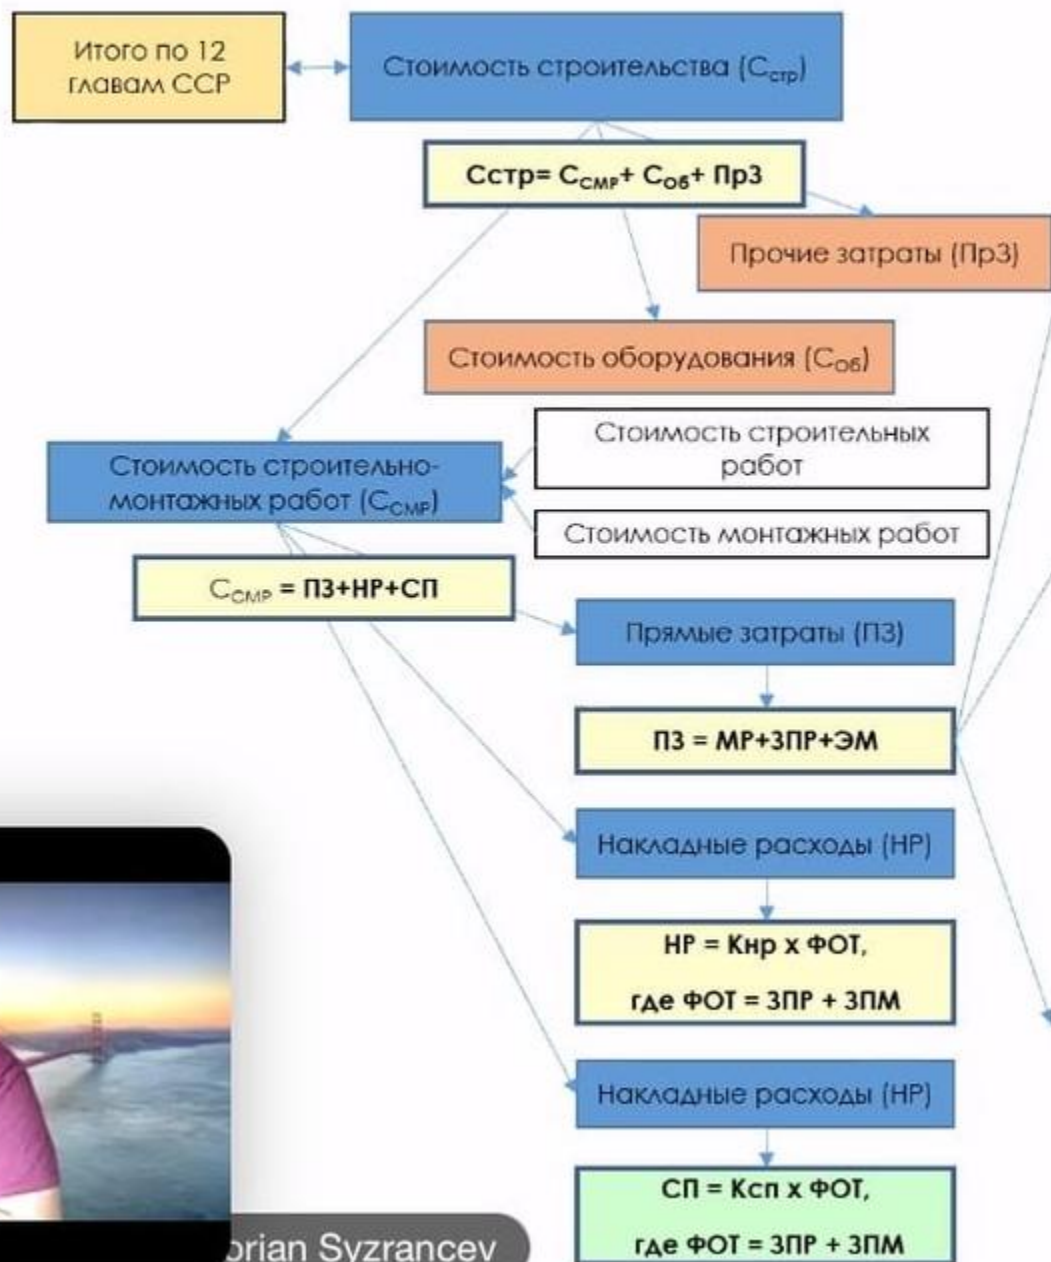 Итого по 12
главам ССР
Стоимость строительства (Сстр)
Сстр= ССМР+ СОб+ ПрЗ
Прочие затраты (ПрЗ)
Стоимость оборудования (СОб)
Стоимость строительных
работ
Стоимость строительно-
монтажных работ (ССМР)
Стоимость монтажных работ
ССМР = ПЗ+НР+СП
Прямые затраты (ПЗ)
ПЗ = МР+ЗПР+ЭМ
Накладные расходы (НР)
НР = Кнр х ФОТ,
где ФОТ = ЗПР + ЗПМ
Накладные расходы (НР)
СП = Ксп х ФОТ,
где ФОТ = ЗПР + ЗПМ
Syzrancev